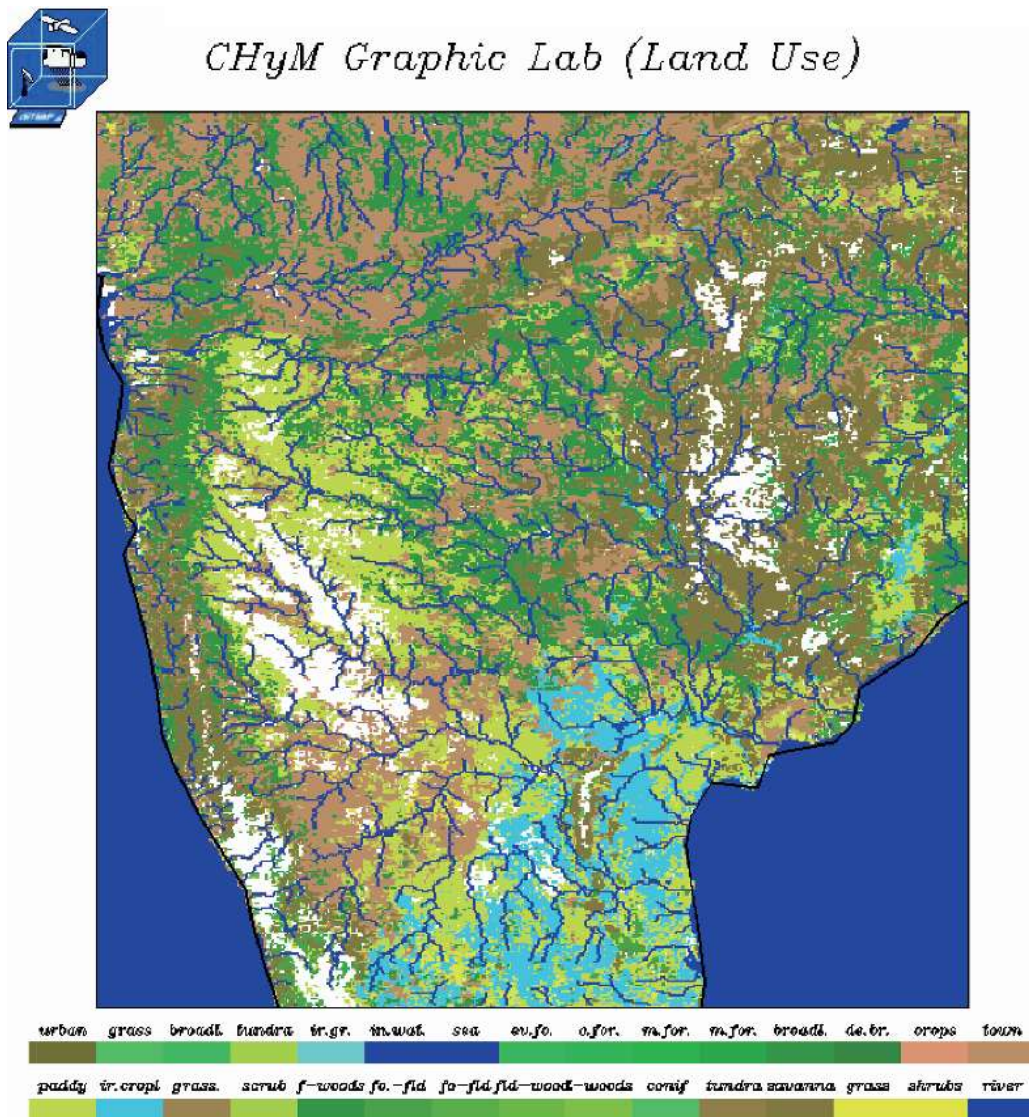 CHyM Graphic Lab (Land Use)
urban grass broadl. tundra ir.gr. in.wat. sea ev.fo. c.for. m.for. m.for. broadl. de.br. crops town
paddy ir.cropl grass. scrub f-woods fo.-fld fo-fld fld-wood -woods conif tundra savanna grass shrubs river